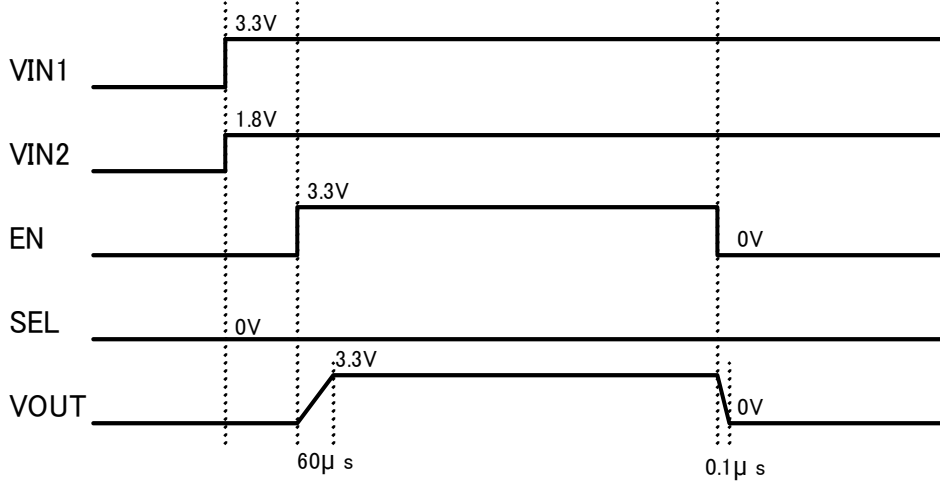 3.3V
VIN1
1.8V
VIN2
3.3V
EN
0V
SEL
0V
3.3V
VOUT
0V
60μ s
0.1μ s